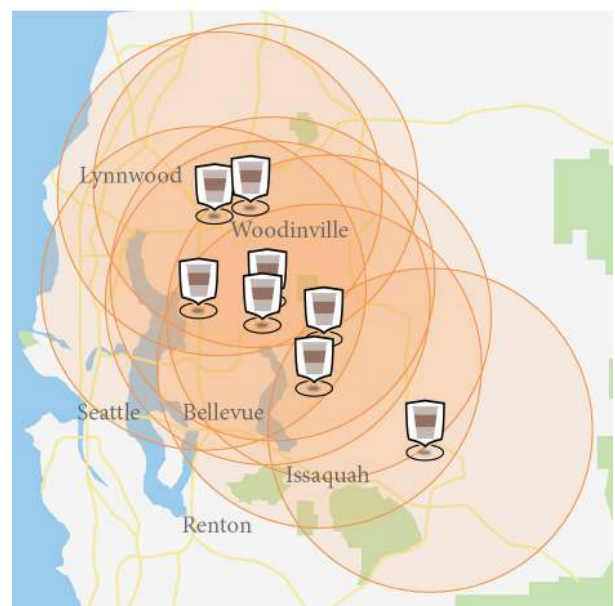 Lynnwood
Woodinville
Seattle
Bellevue
Issaquah
Renton